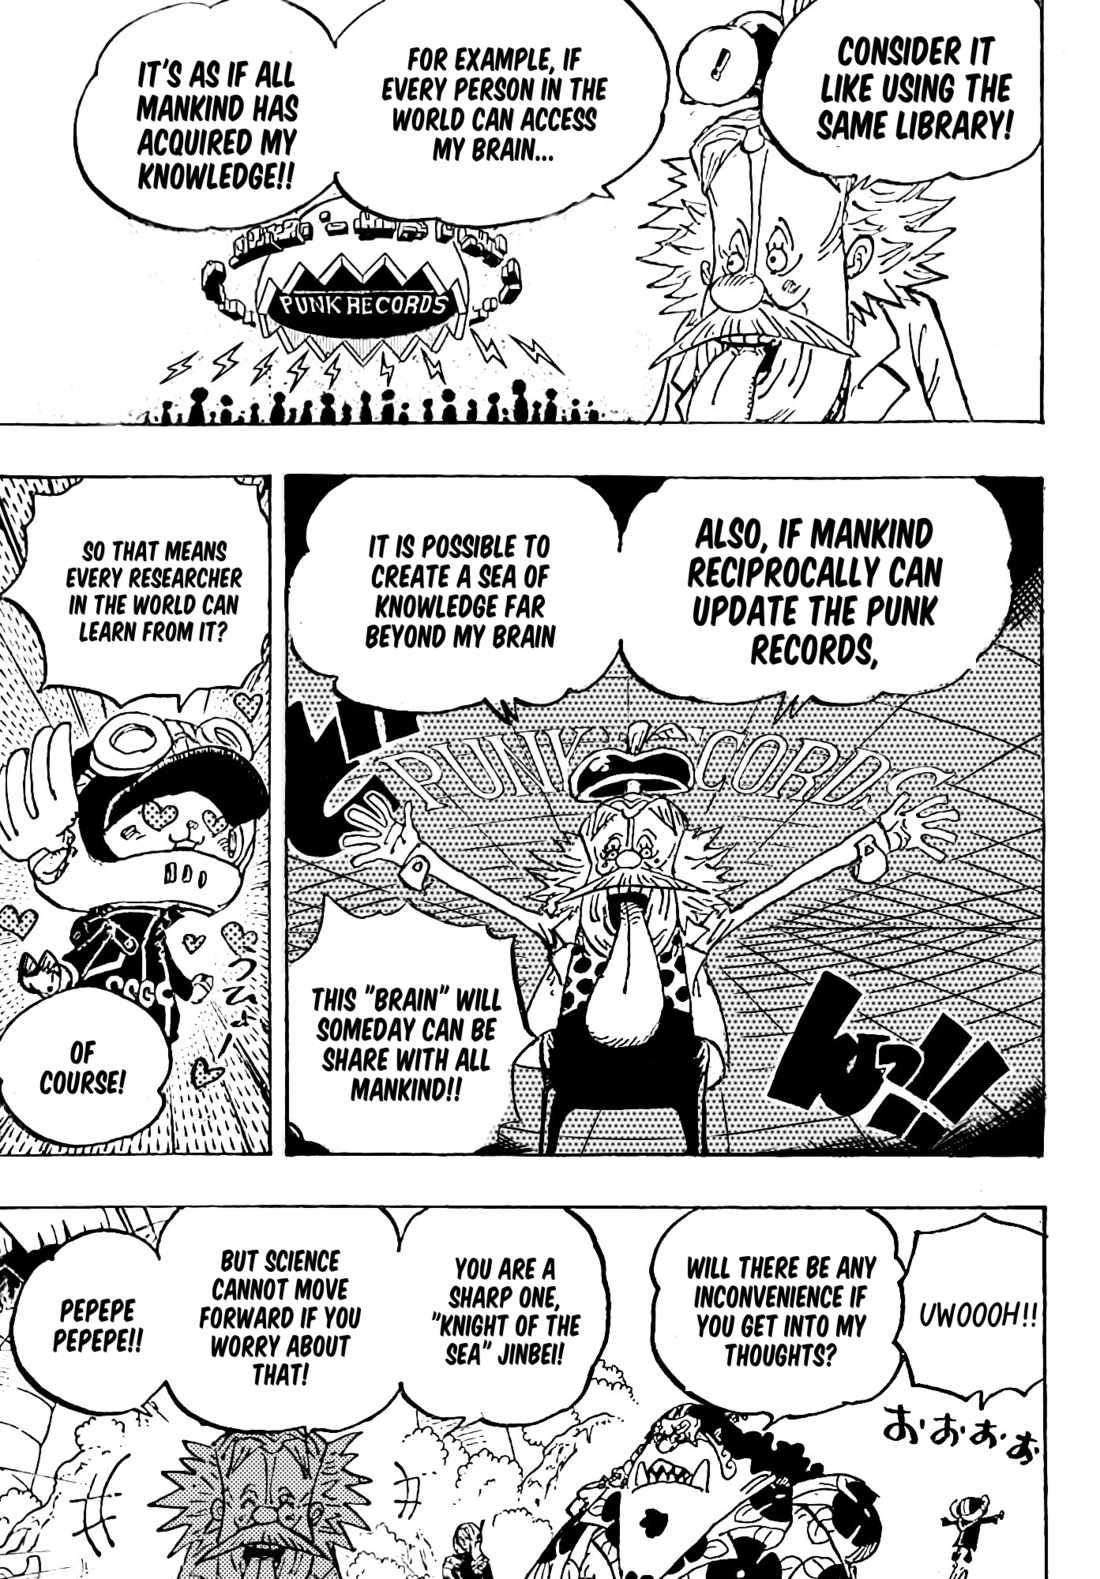 CONSIDER IT
LIKE USING THE
SAME LIBRARY!
!
FOR EXAMPLE, IF
EVERY PERSON IN THE
WORLD CAN ACCESS
MY BRAIN...
IT'S AS IF ALL
MANKIND HAS
ACQUIRED MY
KNOWLEDGE!!
PUNK RECORDS
ALSO, IF MANKIND
RECIPROCALLY CAN
UPDATE THE PUNK
RECORDS,
IT IS POSSIBLE TO
CREATE A SEA OF
KNOWLEDGE FAR
BEYOND MY BRAIN
THIS "BRAIN" WILL
SOMEDAY CAN BE
SHARE WITH ALL
MANKIND!!
SO THAT MEANS
EVERY RESEARCHER
IN THE WORLD CAN
LEARN FROM IT?
OF
COURSE!
UWOOOH!!
おおおお
WILL THERE BE ANY
INCONVENIENCE IF
YOU GET INTO MY
THOUGHTS?
YOU ARE A
SHARP ONE,
"KNIGHT OF THE
SEA" JINBEI!
BUT SCIENCE
CANNOT MOVE
FORWARD IF YOU
WORRY ABOUT
THAT!
PEPEPE
PEPEPE!!